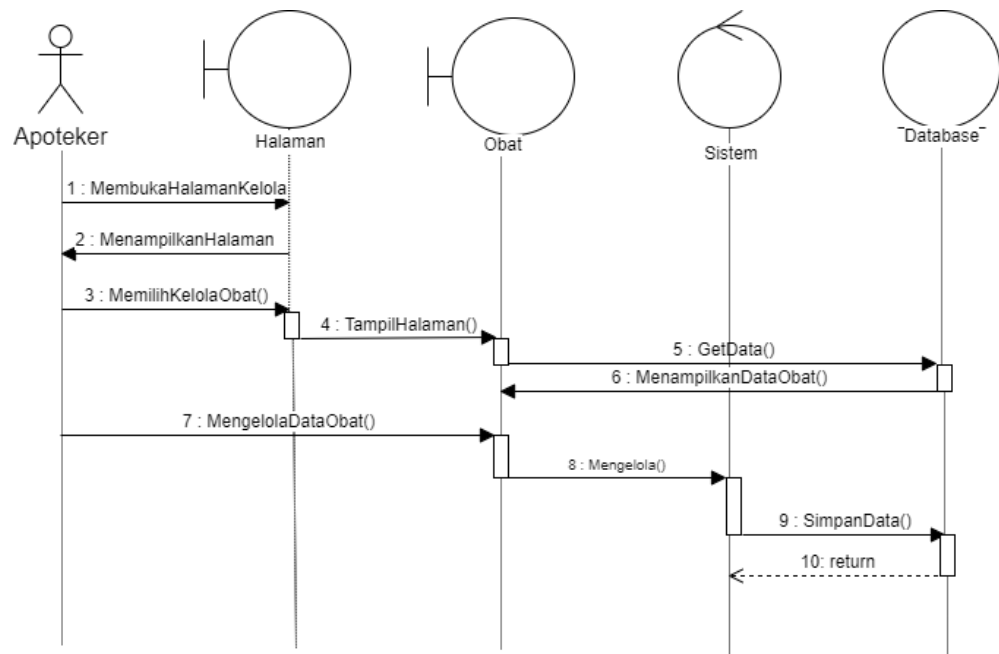 Apoteker
Halaman
Obat
Sistem
Database
1 : MembukaHalamanKelola
2 : MenampilkanHalaman
3 : MemilihKelolaObat()
4 : TampilHalaman()
5 : GetData()
6 : MenampilkanDataObat()
7 : MengelolaDataObat()
8 : Mengelola()
9 : SimpanData()
10: return